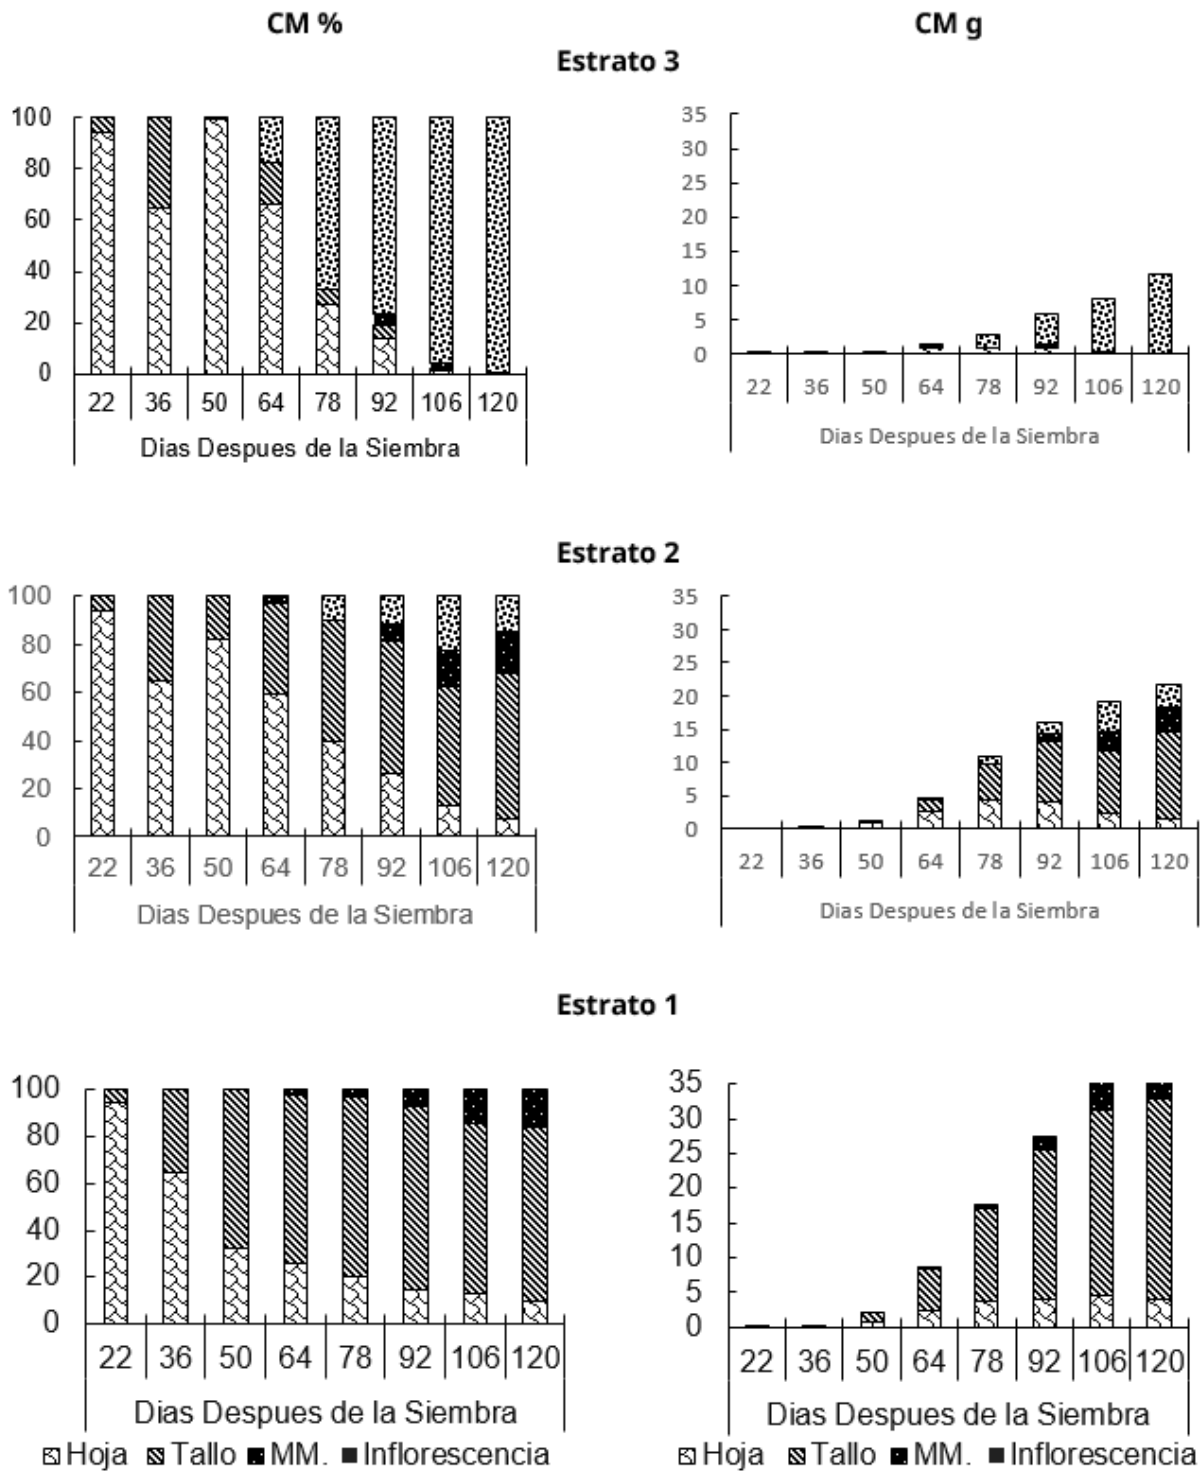 CM %
CM g
Estrato 3
100
80
60
40
20
0
22 36 50 64 78 92 106 120
Dias Despues de la Siembra
35
30
25
20
15
10
5
0
22 36 50 64 78 92 106 120
Dias Despues de la Siembra
Estrato 2
100
80
60
40
20
0
22 36 50 64 78 92 106 120
Dias Despues de la Siembra
35
30
25
20
15
10
5
0
22 36 50 64 78 92 106 120
Dias Despues de la Siembra
Estrato 1
100
80
60
40
20
0
22 36 50 64 78 92 106 120
Dias Despues de la Siembra
Hoja Tallo MM. Inflorescencia
35
30
25
20
15
10
5
0
22 36 50 64 78 92 106 120
Dias Despues de la Siembra
Hoja Tallo MM. Inflorescencia